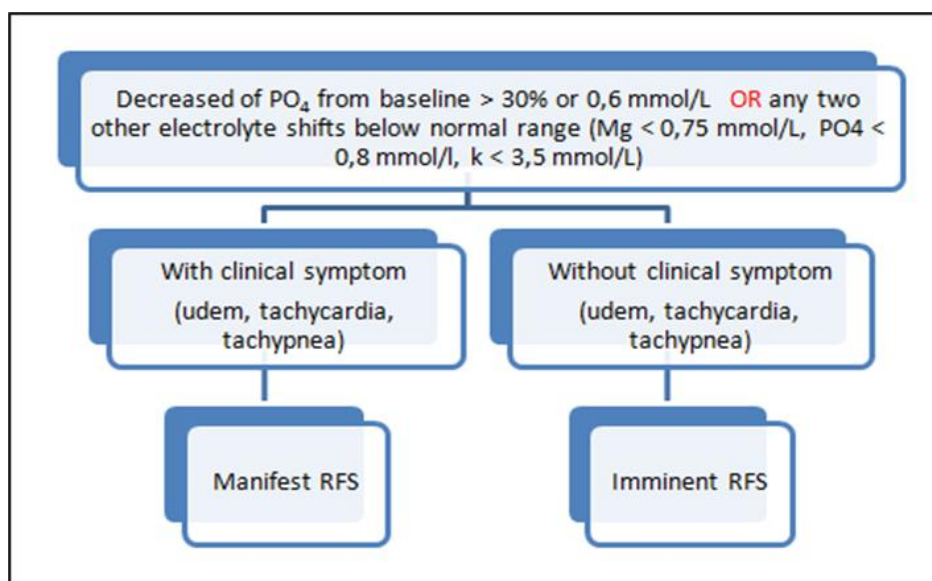 Decreased of PO₄ from baseline > 30% or 0,6 mmol/L OR any two
other electrolyte shifts below normal range (Mg < 0,75 mmol/L, PO4 <
0,8 mmol/l, k < 3,5 mmol/L)
With clinical symptom
(udem, tachycardia,
tachypnea)
Without clinical symptom
(udem, tachycardia,
tachypnea)
Manifest RFS
Imminent RFS